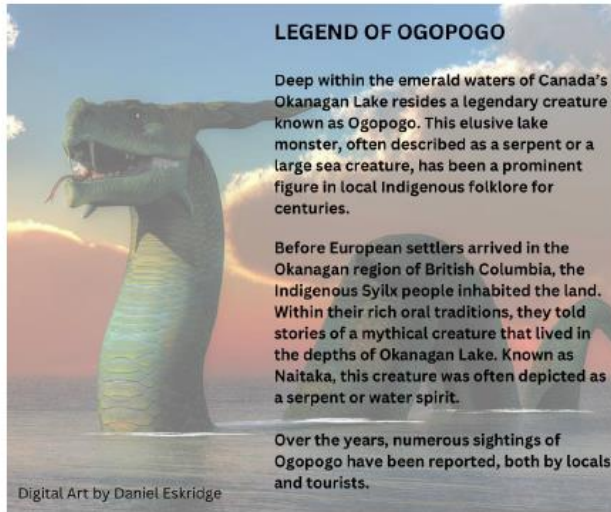 LEGEND OF OGOPOGO
Deep within the emerald waters of Canada's
Okanagan Lake resides a legendary creature
known as Ogopogo. This elusive lake
monster, often described as a serpent or a
large sea creature, has been a prominent
figure in local Indigenous folklore for
centuries.
Before European settlers arrived in the
Okanagan region of British Columbia, the
Indigenous Syilx people inhabited the land.
Within their rich oral traditions, they told
stories of a mythical creature that lived in
the depths of Okanagan Lake. Known as
Naitaka, this creature was often depicted as
a serpent or water spirit.
Over the years, numerous sightings of
Ogopogo have been reported, both by locals
and tourists.
Digital Art by Daniel Eskridge